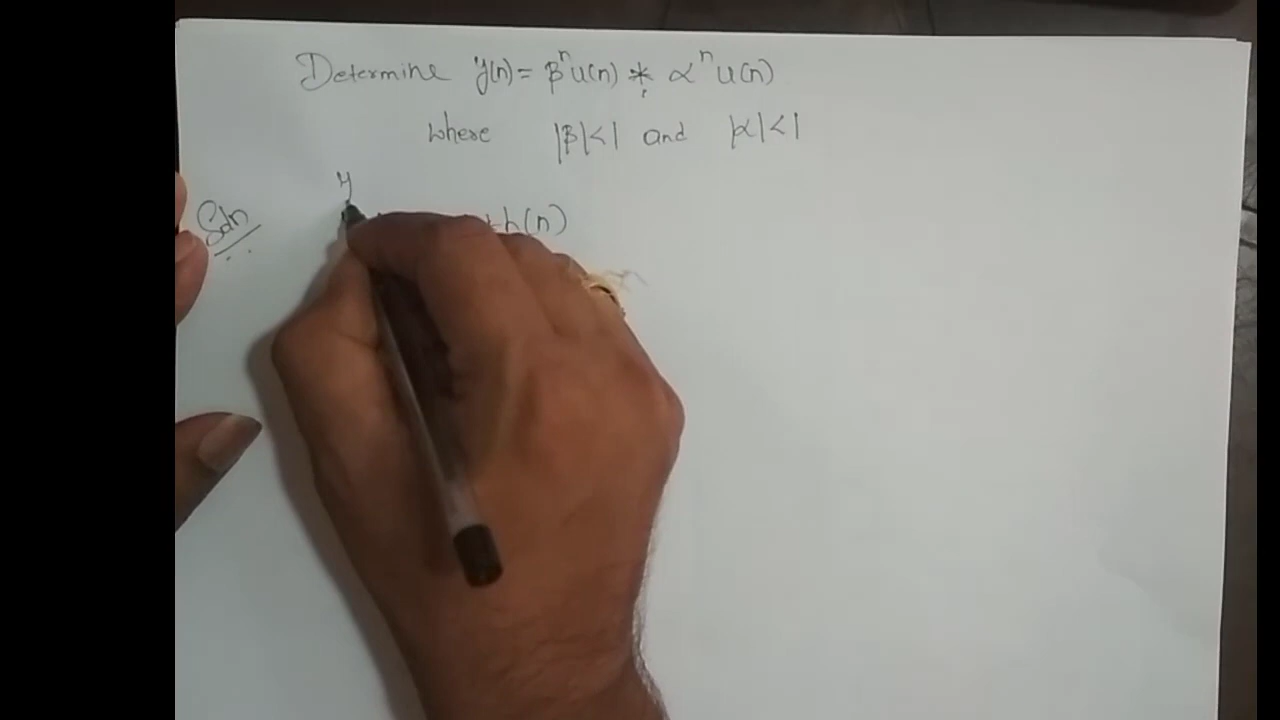 Determine y(n) = β^n u(n) * α^n u(n)
where |β|<1 and |α|<1
Soln
y
h(n)